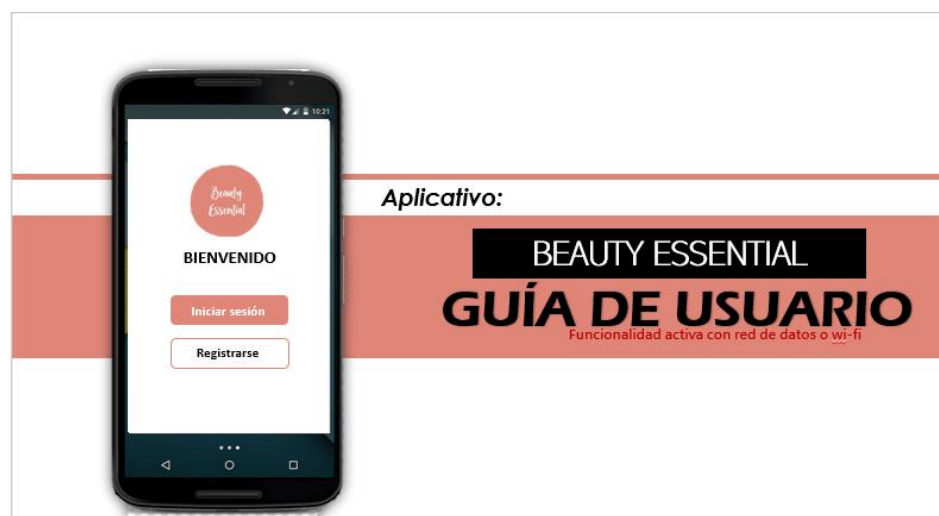 10:21
Beauty
Essential
BIENVENIDO
Iniciar sesión
Registrarse
Aplicativo:
BEAUTY ESSENTIAL
GUÍA DE USUARIO
Funcionalidad activa con red de datos o wi-fi